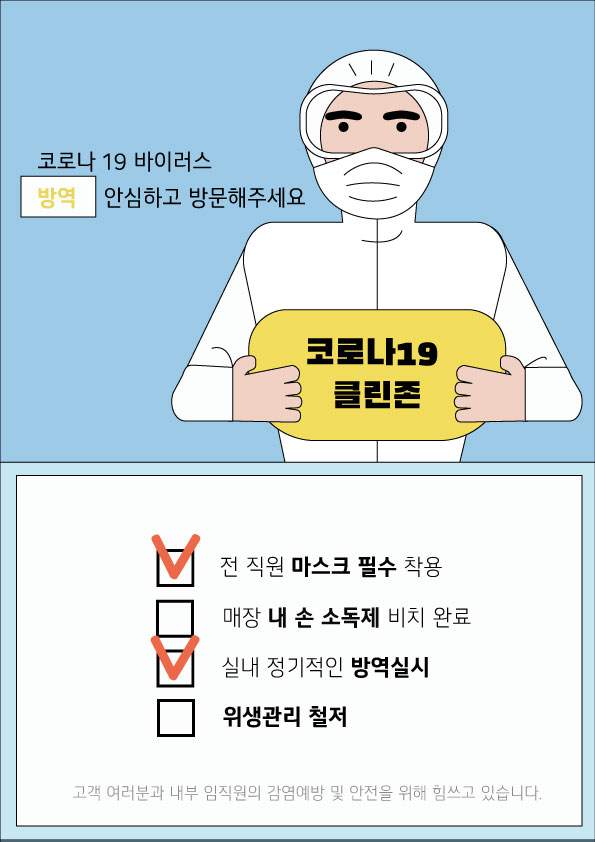 코로나 19 바이러스
방역 안심하고 방문해주세요
코로나19
클린존
전 직원 마스크 필수 착용
매장 내 손 소독제 비치 완료
실내 정기적인 방역실시
위생관리 철저
고객 여러분과 내부 임직원의 감염예방 및 안전을 위해 힘쓰고 있습니다.